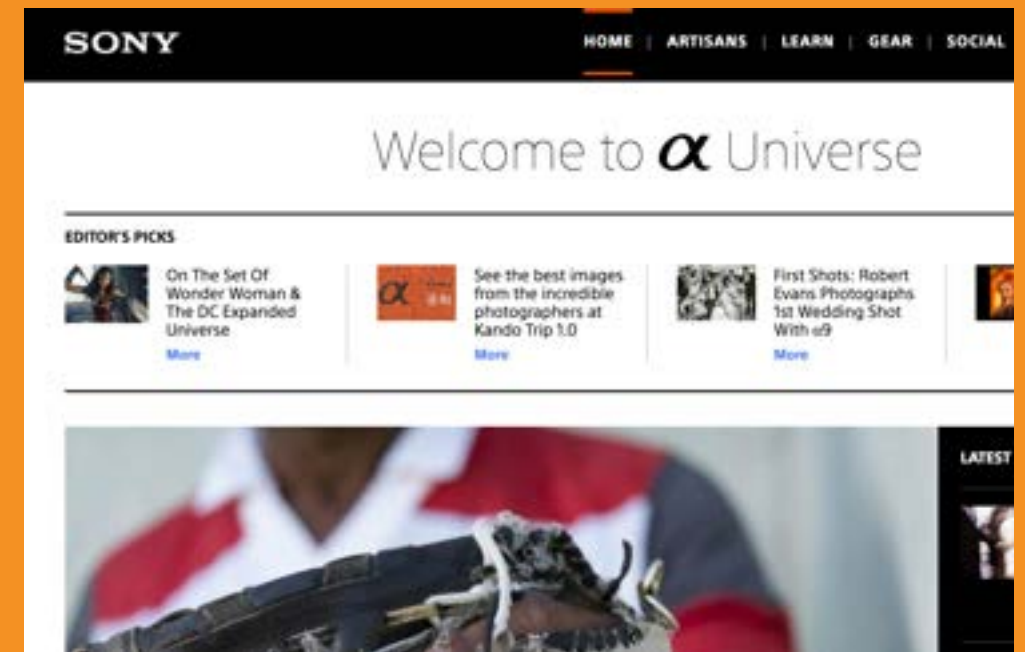 SONY
HOME | ARTISANS | LEARN | GEAR | SOCIAL
Welcome to α Universe
EDITOR'S PICKS
On The Set Of
Wonder Woman &
The DC Expanded
Universe
More
α
See the best images
from the incredible
photographers at
Kando Trip 1.0
More
First Shots: Robert
Evans Photographs
1st Wedding Shot
With α9
More
LATEST